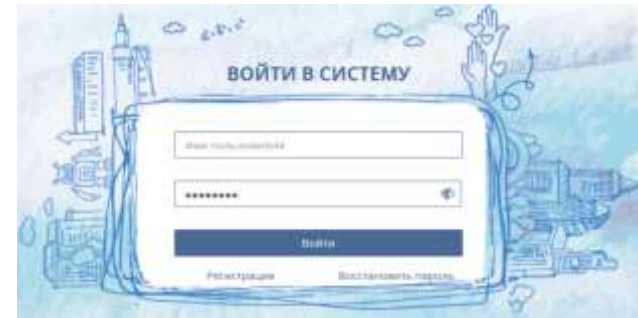 ВОЙТИ В СИСТЕМУ
Имя пользователя
••••••••
Войти
Регистрация Восстановить пароль